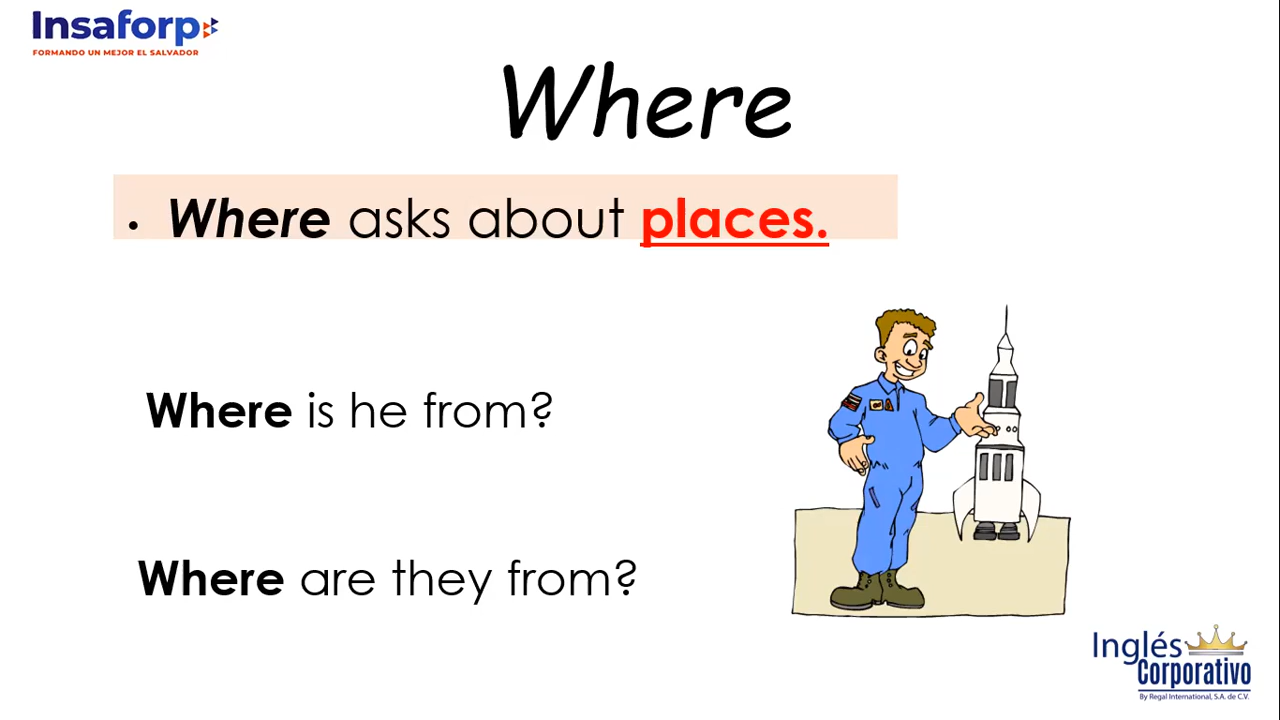 Insaforp
FORMANDO UN MEJOR EL SALVADOR
Where
• Where asks about places.
Where is he from?
Where are they from?
Inglés
Corporativo
By Regal International, S.A. de C.V.